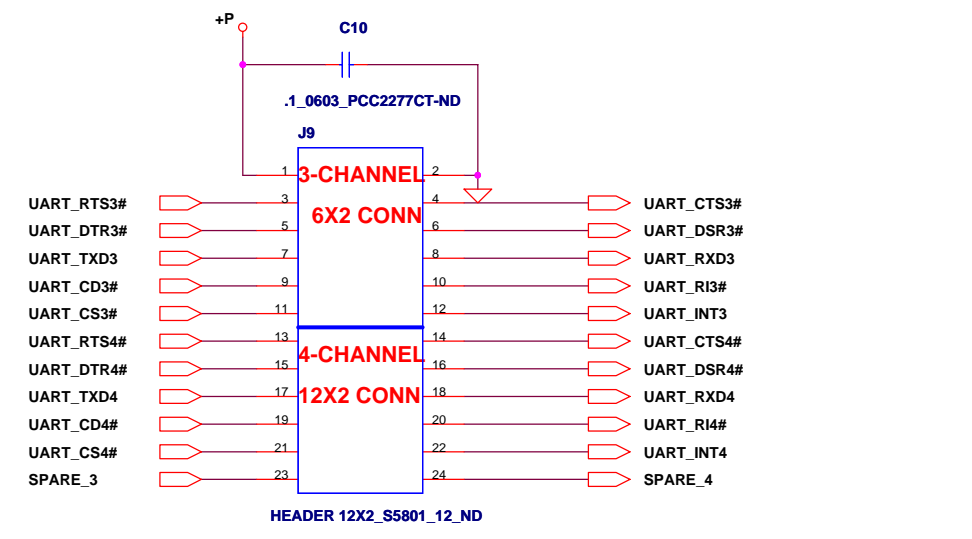 +P
C10
.1_0603_PCC2277CT-ND
J9
1 3-CHANNEL 2
UART_RTS3# 3 4 UART_CTS3#
6X2 CONN
UART_DTR3# 5 6 UART_DSR3#
UART_TXD3 7 8 UART_RXD3
UART_CD3# 9 10 UART_RI3#
UART_CS3# 11 12 UART_INT3
UART_RTS4# 13 14 UART_CTS4#
4-CHANNEL
UART_DTR4# 15 16 UART_DSR4#
UART_TXD4 17 12X2 CONN 18 UART_RXD4
UART_CD4# 19 20 UART_RI4#
UART_CS4# 21 22 UART_INT4
SPARE_3 23 24 SPARE_4
HEADER 12X2_S5801_12_ND